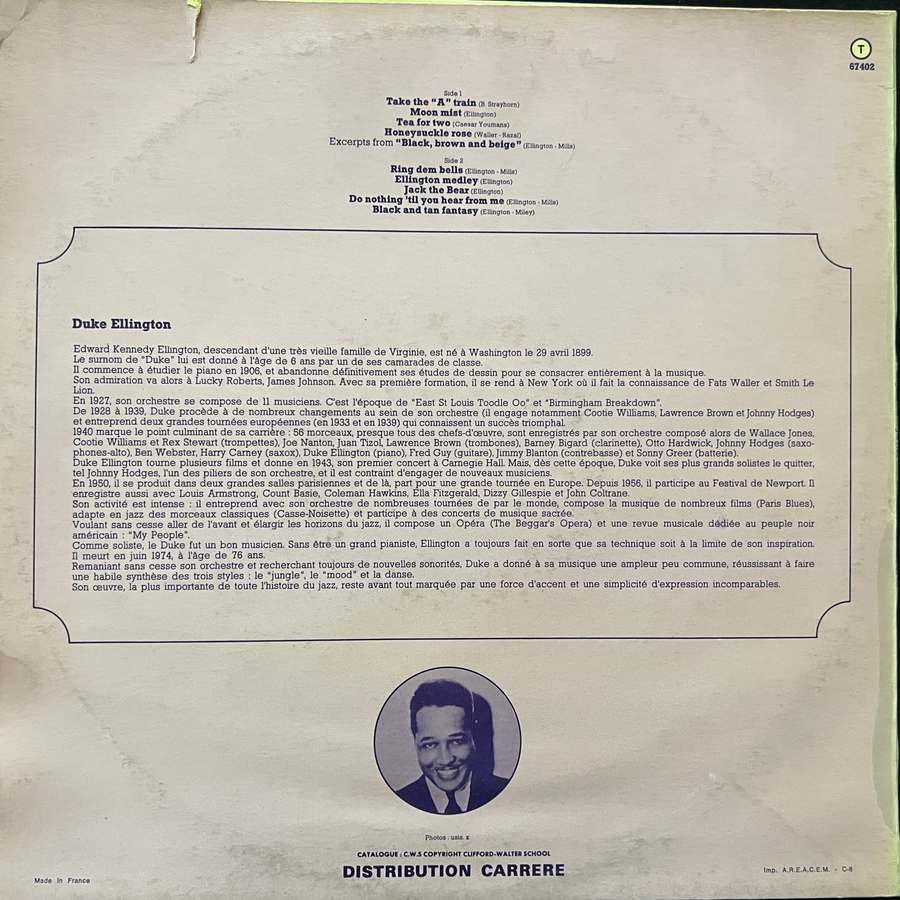 T
67402
Side 1
Take the "A" train (B. Strayhorn)
Moon mist (Ellington)
Tea for two (Caesar Youmans)
Honeysuckle rose (Waller - Razal)
Excerpts from "Black, brown and beige" (Ellington - Mills)
Side 2
Ring dem bells (Ellington - Mills)
Ellington medley (Ellington)
Jack the Bear (Ellington)
Do nothing 'til you hear from me (Ellington - Mills)
Black and tan fantasy (Ellington - Miley)
Duke Ellington
Edward Kennedy Ellington, descendant d'une très vieille famille de Virginie, est né à Washington le 29 avril 1899.
Le surnom de "Duke" lui est donné à l'âge de 6 ans par un de ses camarades de classe.
Il commence à étudier le piano en 1906, et abandonne définitivement ses études de dessin pour se consacrer entièrement à la musique.
Son admiration va alors à Lucky Roberts, James Johnson. Avec sa première formation, il se rend à New York où il fait la connaissance de Fats Waller et Smith Le
Lion.
En 1927, son orchestre se compose de 11 musiciens. C'est l'époque de "East St Louis Toodle Oo" et "Birmingham Breakdown".
De 1928 à 1939, Duke procède à de nombreux changements au sein de son orchestre (il engage notamment Cootie Williams, Lawrence Brown et Johnny Hodges)
et entreprend deux grandes tournées européennes (en 1933 et en 1939) qui connaissent un succès triomphal.
1940 marque le point culminant de sa carrière : 56 morceaux, presque tous des chefs-d'œuvre, sont enregistrés par son orchestre composé alors de Wallace Jones,
Cootie Williams et Rex Stewart (trompettes), Joe Nanton, Juan Tizol, Lawrence Brown (trombones), Barney Bigard (clarinette), Otto Hardwick, Johnny Hodges (saxo-
phones-alto), Ben Webster, Harry Carney (saxox), Duke Ellington (piano), Fred Guy (guitare), Jimmy Blanton (contrebasse) et Sonny Greer (batterie).
Duke Ellington tourne plusieurs films et donne en 1943, son premier concert à Carnegie Hall. Mais, dès cette époque, Duke voit ses plus grands solistes le quitter,
tel Johnny Hodges, l'un des piliers de son orchestre, et il est contraint d'engager de nouveaux musiciens.
En 1950, il se produit dans deux grandes salles parisiennes et de là, part pour une grande tournée en Europe. Depuis 1956, il participe au Festival de Newport. Il
enregistre aussi avec Louis Armstrong, Count Basie, Coleman Hawkins, Ella Fitzgerald, Dizzy Gillespie et John Coltrane.
Son activité est intense : il entreprend avec son orchestre de nombreuses tournées de par le monde, compose la musique de nombreux films (Paris Blues),
adapte en jazz des morceaux classiques (Casse-Noisette) et participe à des concerts de musique sacrée.
Voulant sans cesse aller de l'avant et élargir les horizons du jazz, il compose un Opéra (The Beggar's Opera) et une revue musicale dédiée au peuple noir
américain : "My People".
Comme soliste, le Duke fut un bon musicien. Sans être un grand pianiste, Ellington a toujours fait en sorte que sa technique soit à la limite de son inspiration.
Il meurt en juin 1974, à l'âge de 76 ans.
Remaniant sans cesse son orchestre et recherchant toujours de nouvelles sonorités, Duke a donné à sa musique une ampleur peu commune, réussissant à faire
une habile synthèse des trois styles : le "jungle", le "mood" et la danse.
Son œuvre, la plus importante de toute l'histoire du jazz, reste avant tout marquée par une force d'accent et une simplicité d'expression incomparables.
Photos : usis. x
CATALOGUE : C.W.S COPYRIGHT CLIFFORD-WALTER SCHOOL
DISTRIBUTION CARRERE
Made In France
Imp. A.R.E.A.C.E.M. - C-8